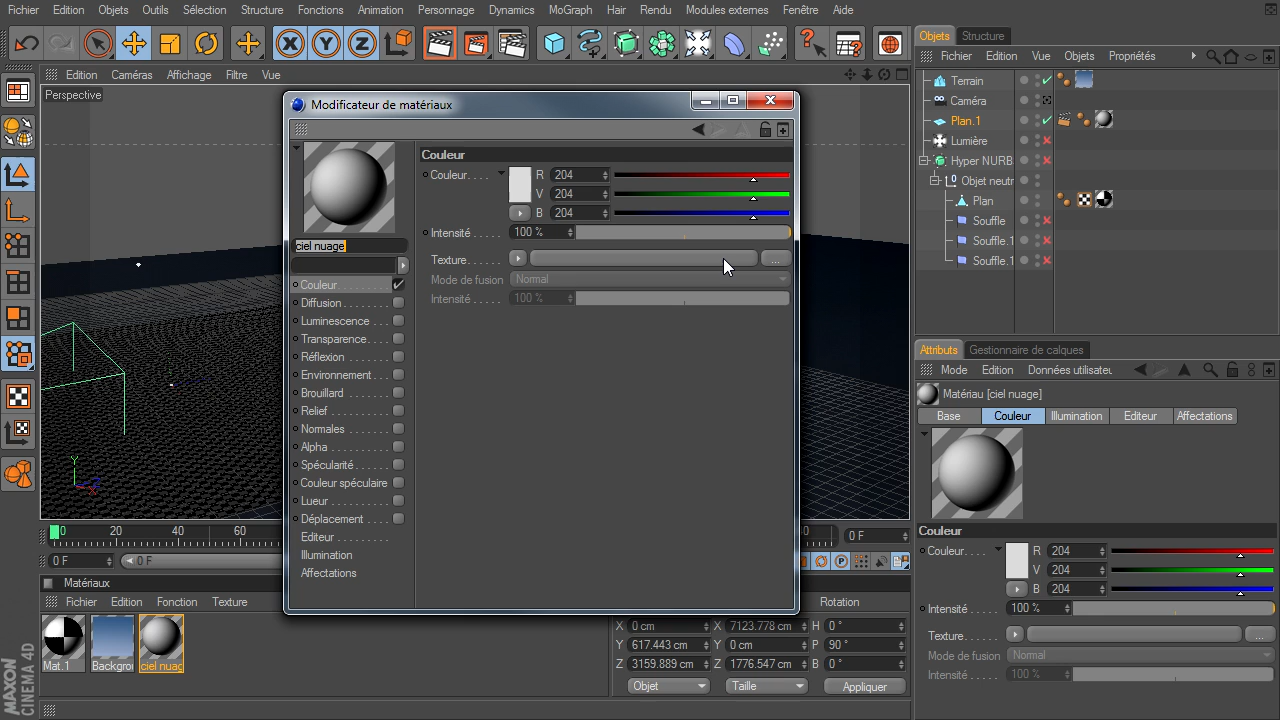 Fichier Edition Objets Outils Sélection Structure Fonctions Animation Personnage Dynamics MoGraph Hair Rendu Modules externes Fenêtre Aide
Edition Caméras Affichage Filtre Vue
Perspective
Modificateur de matériaux
ciel nuage
Couleur
Diffusion
Luminescence
Transparence
Réflexion
Environnement
Brouillard
Relief
Normales
Alpha
Spécularité
Couleur spéculaire
Lueur
Déplacement
Editeur
Illumination
Affectations
Couleur
Couleur R 204
V 204
B 204
Intensité 100 %
Texture ...
Mode de fusion Normal
Intensité 100 %
0 20 40 60
0 F
0 F 0 F
Matériaux
Fichier Edition Fonction Texture
Mat.1 Backgroi ciel nuag
MAXON
CINEMA 4D
Rotation
X 0 cm X 7123.778 cm H 0 °
Y 617.443 cm Y 0 cm P 90 °
Z 3159.889 cm Z 1776.547 cm B 0 °
Objet Taille Appliquer
Objets Structure
Fichier Edition Vue Objets Propriétés
Terrain
Caméra
Plan.1
Lumière
Hyper NURB
Objet neutr
Plan
Souffle
Souffle.1
Souffle.1
Attributs Gestionnaire de calques
Mode Edition Données utilisateu
Matériau [ciel nuage]
Base Couleur Illumination Editeur Affectations
Couleur
Couleur R 204
V 204
B 204
Intensité 100 %
Texture ...
Mode de fusion Normal
Intensité 100 %